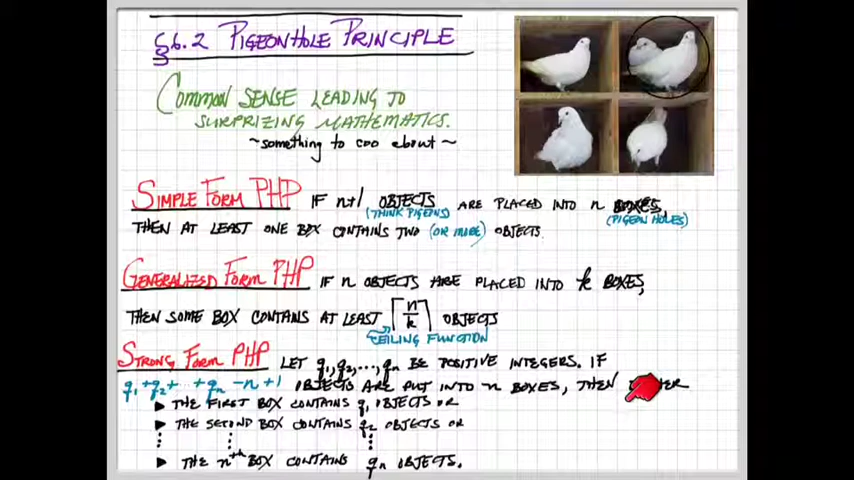 §6.2 PIGEONHOLE PRINCIPLE
COMMON SENSE LEADING TO
SURPRIZING MATHEMATICS.
~something to coo about~
SIMPLE FORM PHP IF n+1 OBJECTS ARE PLACED INTO n BOXES,
(THINK PIGEONS) (PIGEON HOLES)
THEN AT LEAST ONE BOX CONTAINS TWO (OR MORE) OBJECTS.
GENERALIZED FORM PHP IF n OBJECTS ARE PLACED INTO k BOXES,
THEN SOME BOX CONTAINS AT LEAST ⌈n/k⌉ OBJECTS
CEILING FUNCTION
STRONG FORM PHP LET q₁,q₂,...,qₙ BE POSITIVE INTEGERS. IF
q₁+q₂+...+qₙ-n+1 OBJECTS ARE PUT INTO n BOXES, THEN
▶ THE FIRST BOX CONTAINS q₁ OBJECTS OR
▶ THE SECOND BOX CONTAINS q₂ OBJECTS OR
⋮ ⋮ ⋮
▶ THE nᵗʰ BOX CONTAINS qₙ OBJECTS.